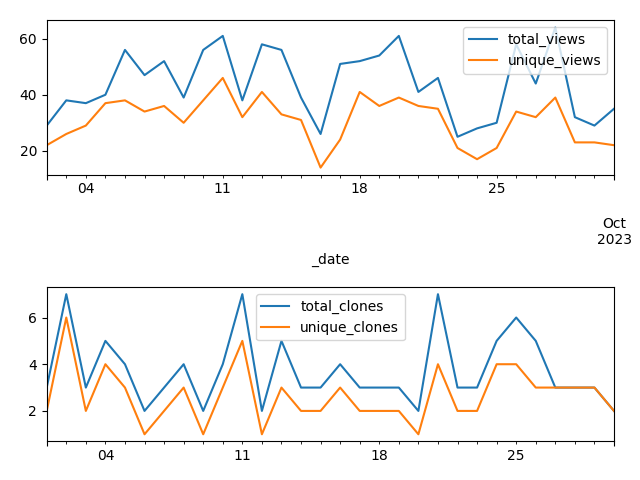 60
40
20
total_views
unique_views
04
11
18
25
Oct
2023
_date
6
4
2
total_clones
unique_clones
04
11
18
25